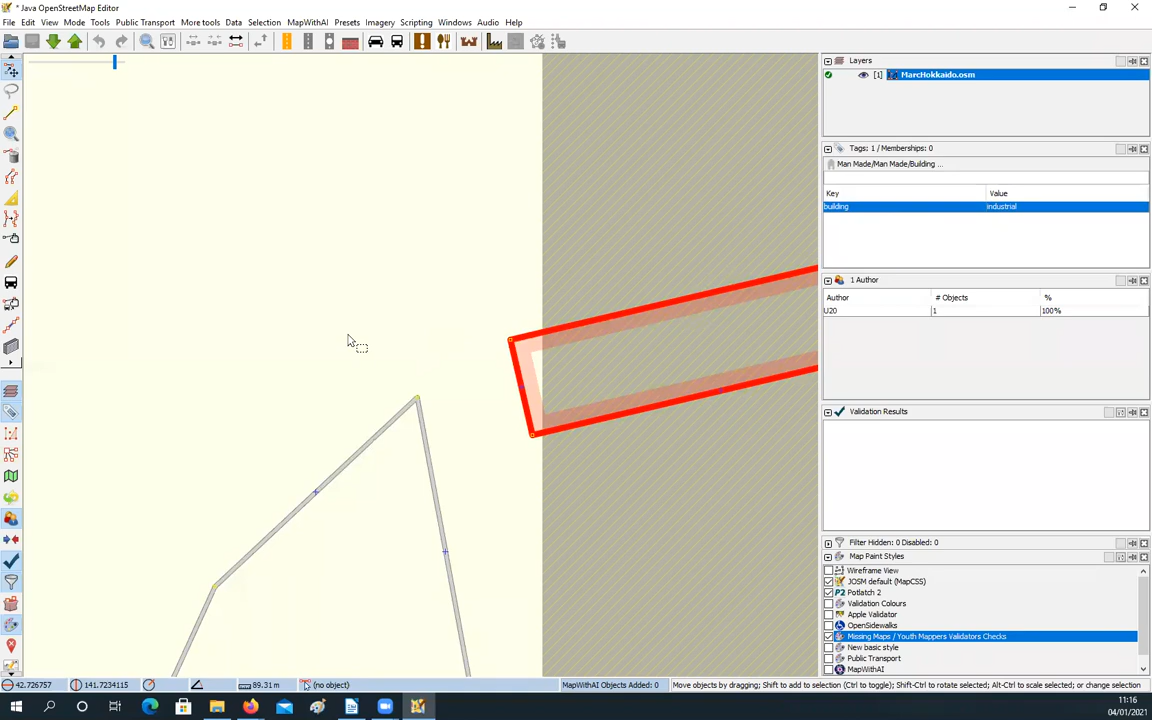 * Java OpenStreetMap Editor
File Edit View Mode Tools Public Transport More tools Data Selection MapWithAI Presets Imagery Scripting Windows Audio Help
Layers
[1] MarcHokkaido.osm
Tags: 1 / Memberships: 0
Man Made/Man Made/Building ...
Key Value
building industrial
1 Author
Author # Objects %
U20 1 100%
Validation Results
Filter Hidden: 0 Disabled: 0
Map Paint Styles
Wireframe View
JOSM default (MapCSS)
P2 Potlatch 2
Validation Colours
Apple Validator
OpenSidewalks
Missing Maps / Youth Mappers Validators Checks
New basic style
Public Transport
MapWithAI
42.726757 141.7234115 89.31 m (no object) MapWithAI Objects Added: 0 Move objects by dragging; Shift to add to selection (Ctrl to toggle); Shift-Ctrl to rotate selected; Alt-Ctrl to scale selected; or change selection
11:16
04/01/2021